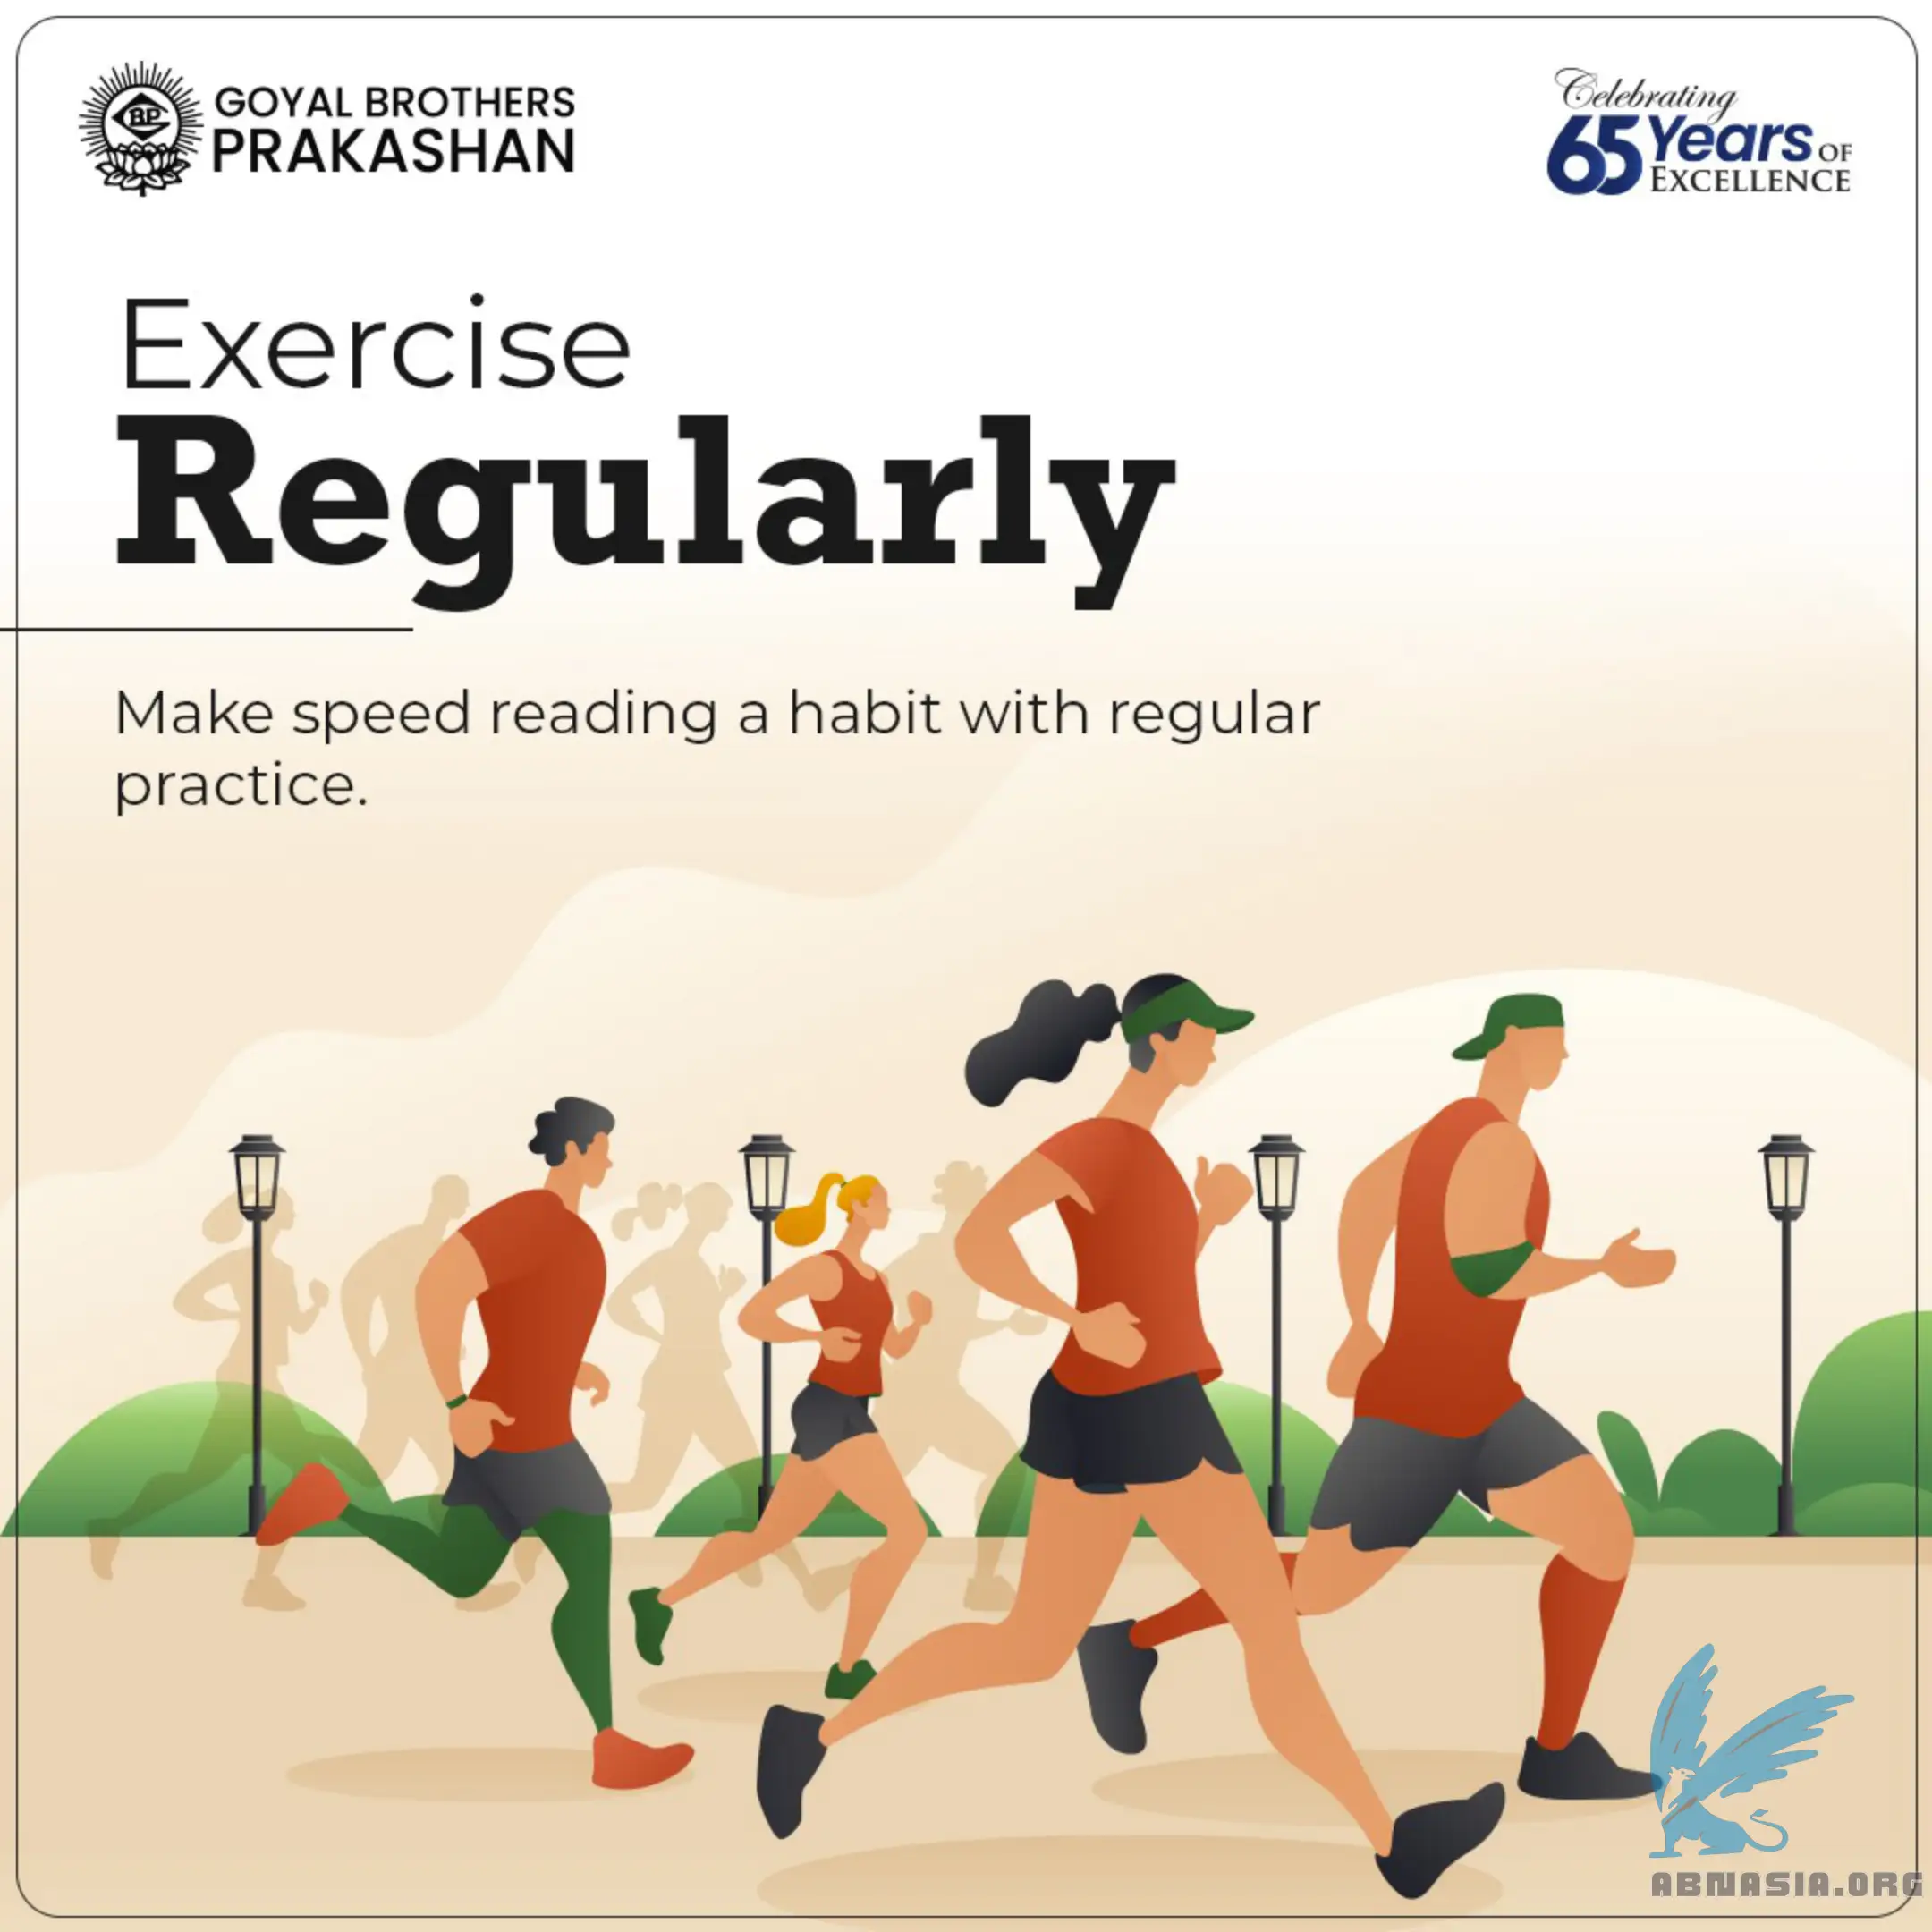 GBP
GOYAL BROTHERS
PRAKASHAN
Celebrating
65 Years OF
EXCELLENCE
Exercise
Regularly
Make speed reading a habit with regular
practice.
ABNASIA.ORG